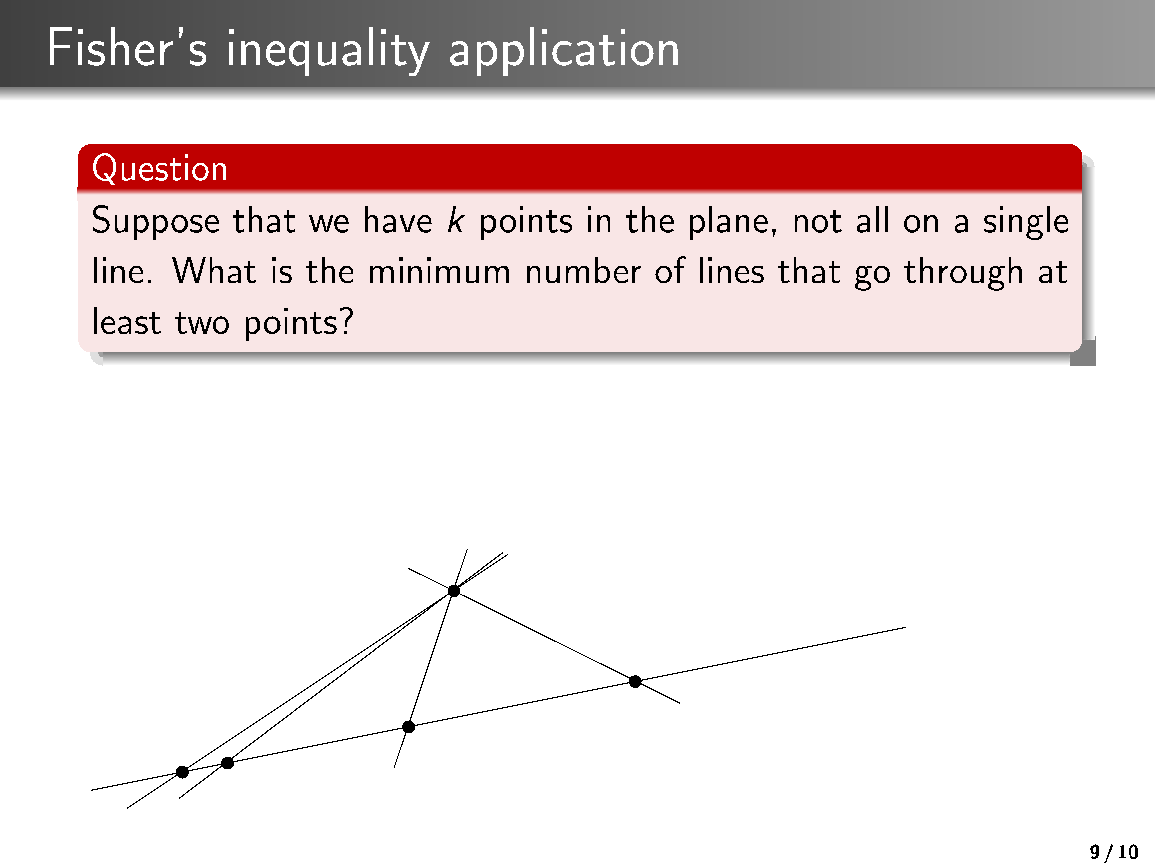 Fisher's inequality application
Question
Suppose that we have k points in the plane, not all on a single
line. What is the minimum number of lines that go through at
least two points?
9 / 10